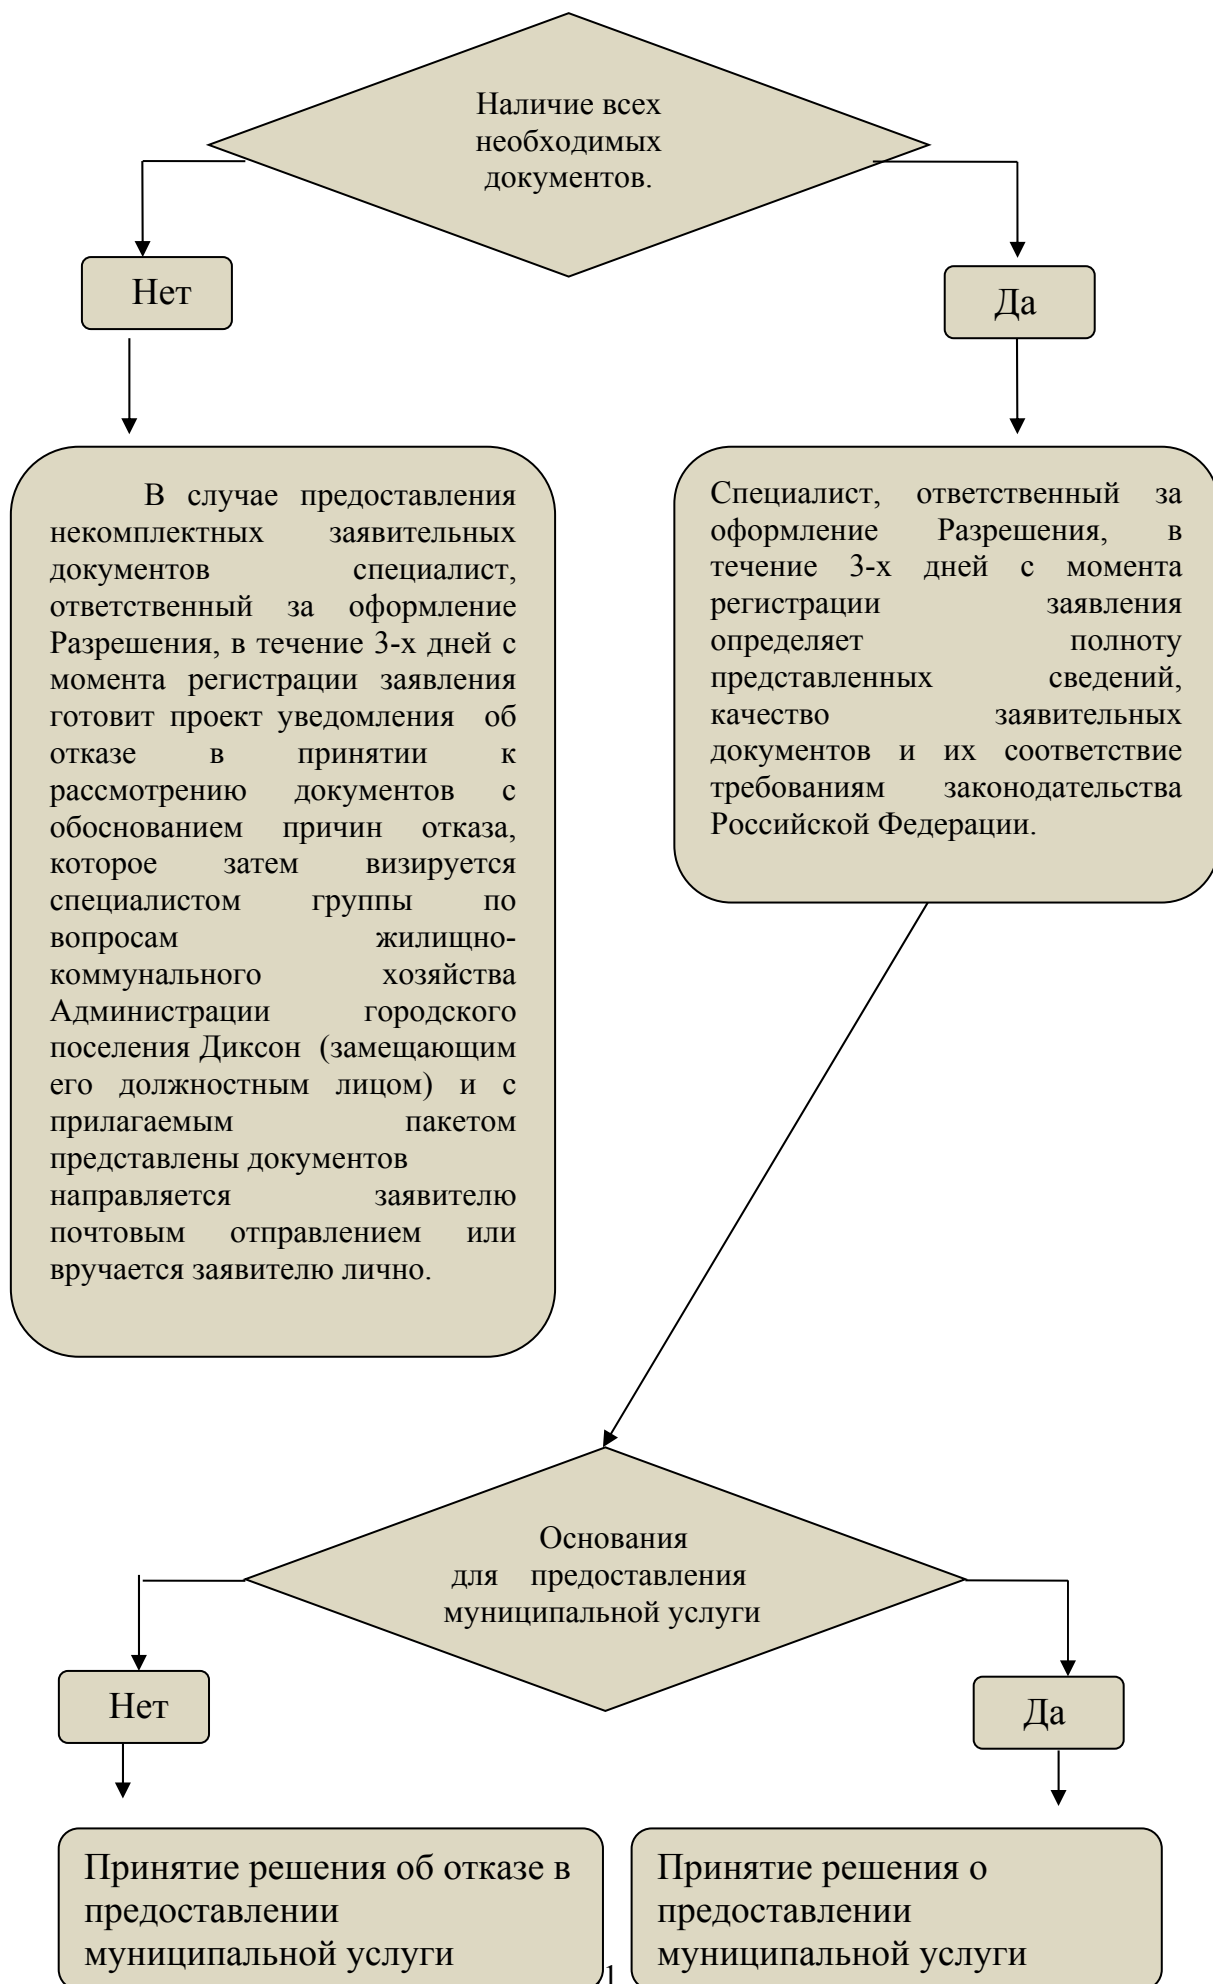 Наличие всех
необходимых
документов.
Нет
Да
В случае предоставления
некомплектных заявительных
документов специалист,
ответственный за оформление
Разрешения, в течение 3-х дней с
момента регистрации заявления
готовит проект уведомления об
отказе в принятии к
рассмотрению документов с
обоснованием причин отказа,
которое затем визируется
специалистом группы по
вопросам жилищно-
коммунального хозяйства
Администрации городского
поселения Диксон (замещающим
его должностным лицом) и с
прилагаемым пакетом
представлены документов
направляется заявителю
почтовым отправлением или
вручается заявителю лично.
Специалист, ответственный за
оформление Разрешения, в
течение 3-х дней с момента
регистрации заявления
определяет полноту
представленных сведений,
качество заявительных
документов и их соответствие
требованиям законодательства
Российской Федерации.
Основания
для предоставления
муниципальной услуги
Нет
Да
Принятие решения об отказе в
предоставлении
муниципальной услуги
Принятие решения о
предоставлении
муниципальной услуги
1